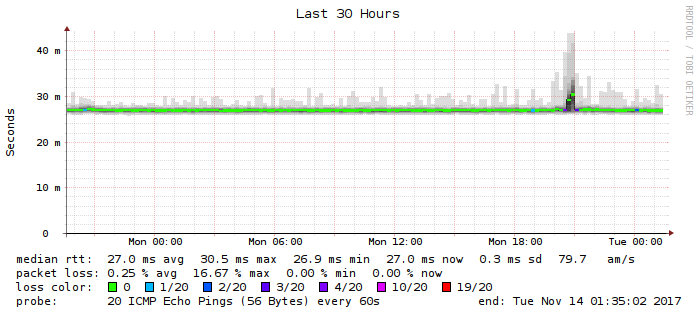 Last 30 Hours
RRDTOOL / TOBI OETIKER
Seconds
40 m
30 m
20 m
10 m
0
Mon 00:00 Mon 06:00 Mon 12:00 Mon 18:00 Tue 00:00
median rtt: 27.0 ms avg 30.5 ms max 26.9 ms min 27.0 ms now 0.3 ms sd 79.7 am/s
packet loss: 0.25 % avg 16.67 % max 0.00 % min 0.00 % now
loss color: 0 1/20 2/20 3/20 4/20 10/20 19/20
probe: 20 ICMP Echo Pings (56 Bytes) every 60s end: Tue Nov 14 01:35:02 2017